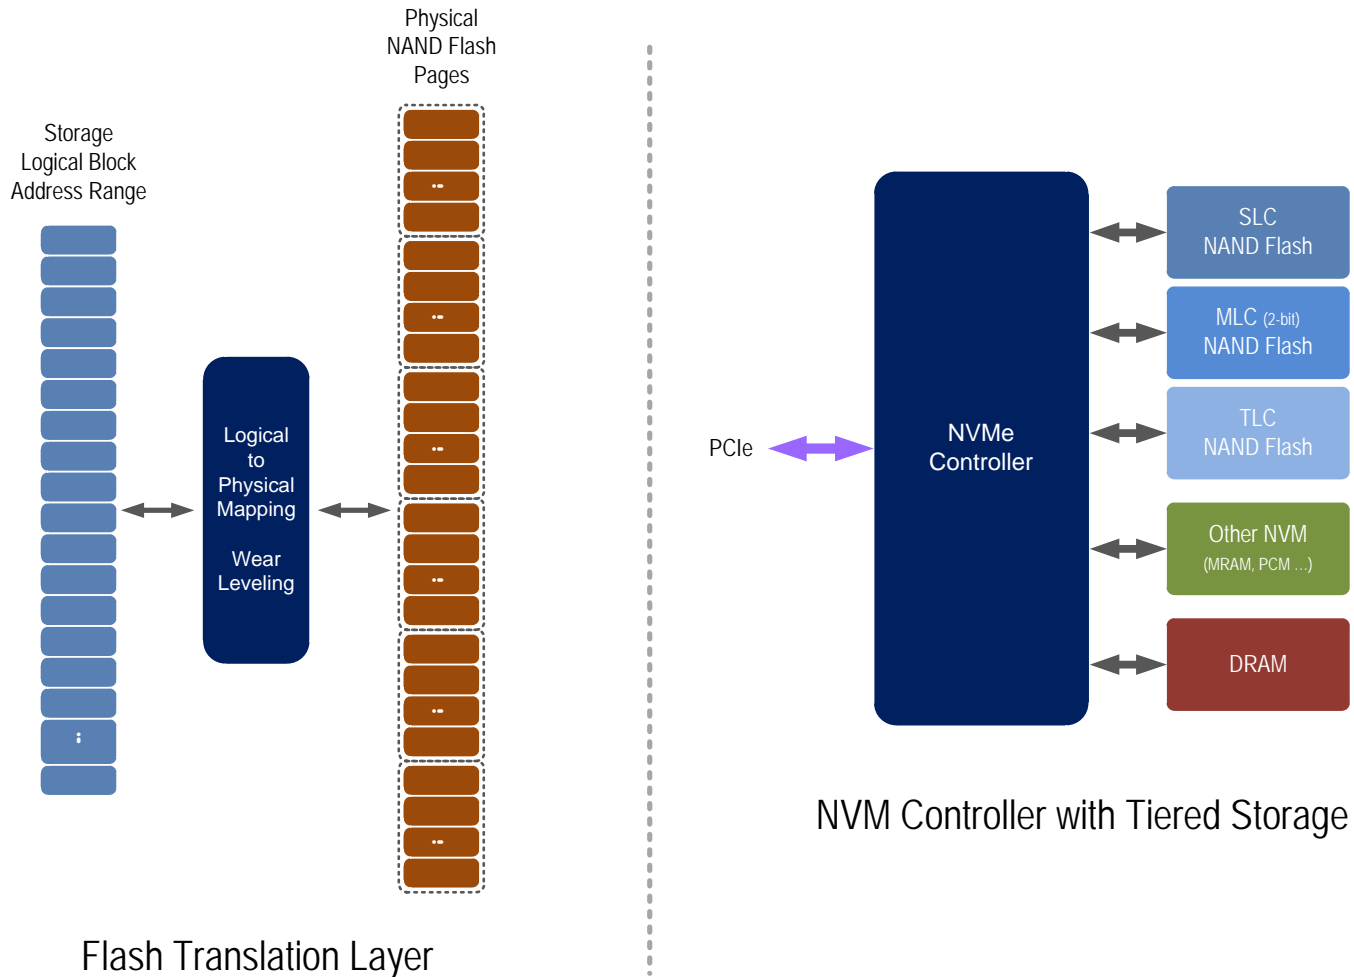 Physical
NAND Flash
Pages
Storage
Logical Block
Address Range
Logical
to
Physical
Mapping
Wear
Leveling
Flash Translation Layer
PCIe
NVMe
Controller
SLC
NAND Flash
MLC (2-bit)
NAND Flash
TLC
NAND Flash
Other NVM
(MRAM, PCM ...)
DRAM
NVM Controller with Tiered Storage